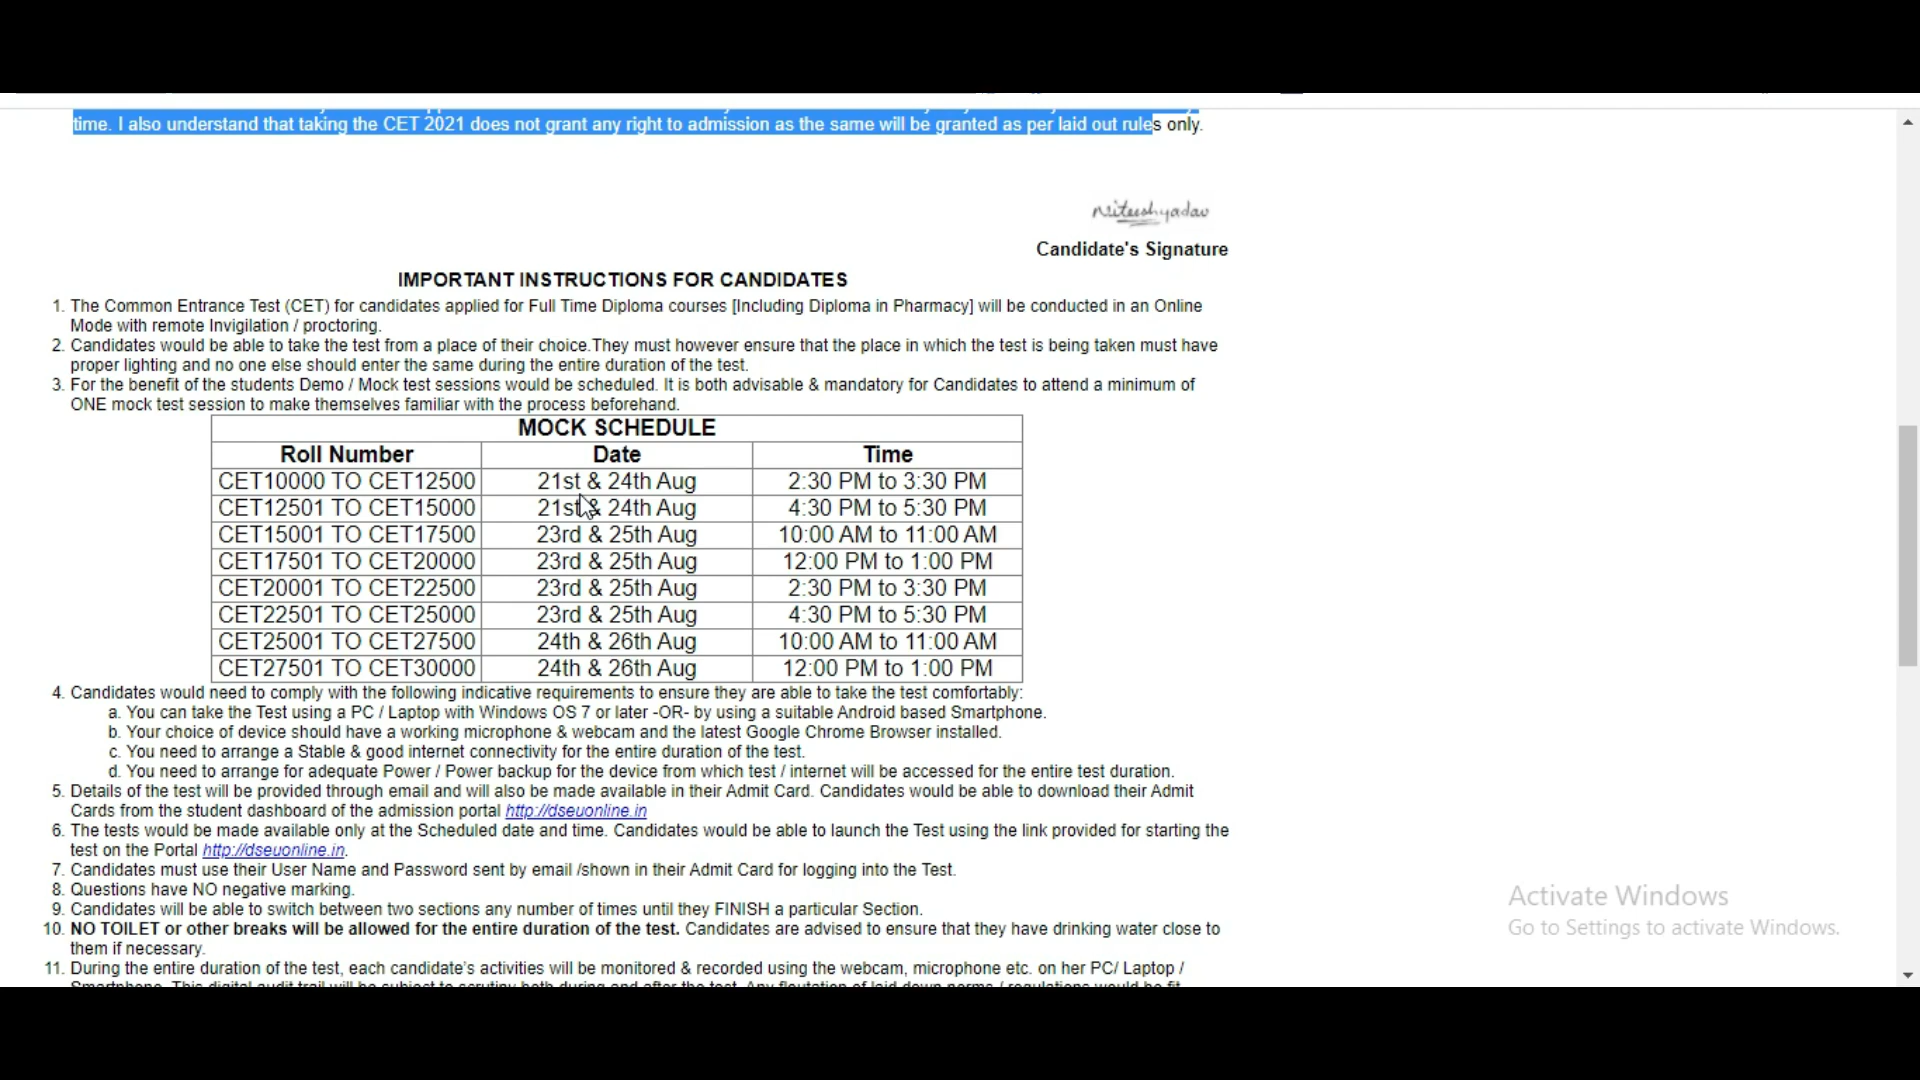 time. I also understand that taking the CET 2021 does not grant any right to admission as the same will be granted as per laid out rules only.
Niteeshyadav
Candidate's Signature
IMPORTANT INSTRUCTIONS FOR CANDIDATES
1. The Common Entrance Test (CET) for candidates applied for Full Time Diploma courses [Including Diploma in Pharmacy] will be conducted in an Online
Mode with remote Invigilation / proctoring.
2. Candidates would be able to take the test from a place of their choice.They must however ensure that the place in which the test is being taken must have
proper lighting and no one else should enter the same during the entire duration of the test.
3. For the benefit of the students Demo / Mock test sessions would be scheduled. It is both advisable & mandatory for Candidates to attend a minimum of
ONE mock test session to make themselves familiar with the process beforehand.
MOCK SCHEDULE
Roll Number Date Time
CET10000 TO CET12500 21st & 24th Aug 2:30 PM to 3:30 PM
CET12501 TO CET15000 21st & 24th Aug 4:30 PM to 5:30 PM
CET15001 TO CET17500 23rd & 25th Aug 10:00 AM to 11:00 AM
CET17501 TO CET20000 23rd & 25th Aug 12:00 PM to 1:00 PM
CET20001 TO CET22500 23rd & 25th Aug 2:30 PM to 3:30 PM
CET22501 TO CET25000 23rd & 25th Aug 4:30 PM to 5:30 PM
CET25001 TO CET27500 24th & 26th Aug 10:00 AM to 11:00 AM
CET27501 TO CET30000 24th & 26th Aug 12:00 PM to 1:00 PM
4. Candidates would need to comply with the following indicative requirements to ensure they are able to take the test comfortably:
a. You can take the Test using a PC / Laptop with Windows OS 7 or later -OR- by using a suitable Android based Smartphone.
b. Your choice of device should have a working microphone & webcam and the latest Google Chrome Browser installed.
c. You need to arrange a Stable & good internet connectivity for the entire duration of the test.
d. You need to arrange for adequate Power / Power backup for the device from which test / internet will be accessed for the entire test duration.
5. Details of the test will be provided through email and will also be made available in their Admit Card. Candidates would be able to download their Admit
Cards from the student dashboard of the admission portal http://dseuonline.in
6. The tests would be made available only at the Scheduled date and time. Candidates would be able to launch the Test using the link provided for starting the
test on the Portal http://dseuonline.in.
7. Candidates must use their User Name and Password sent by email /shown in their Admit Card for logging into the Test.
8. Questions have NO negative marking.
9. Candidates will be able to switch between two sections any number of times until they FINISH a particular Section.
10. NO TOILET or other breaks will be allowed for the entire duration of the test. Candidates are advised to ensure that they have drinking water close to
them if necessary.
11. During the entire duration of the test, each candidate's activities will be monitored & recorded using the webcam, microphone etc. on her PC/ Laptop /
Smartphone. This digital audit trail will be subject to scrutiny both during and after the test. Any floutation of laid down norms / regulations would be fit
Activate Windows
Go to Settings to activate Windows.